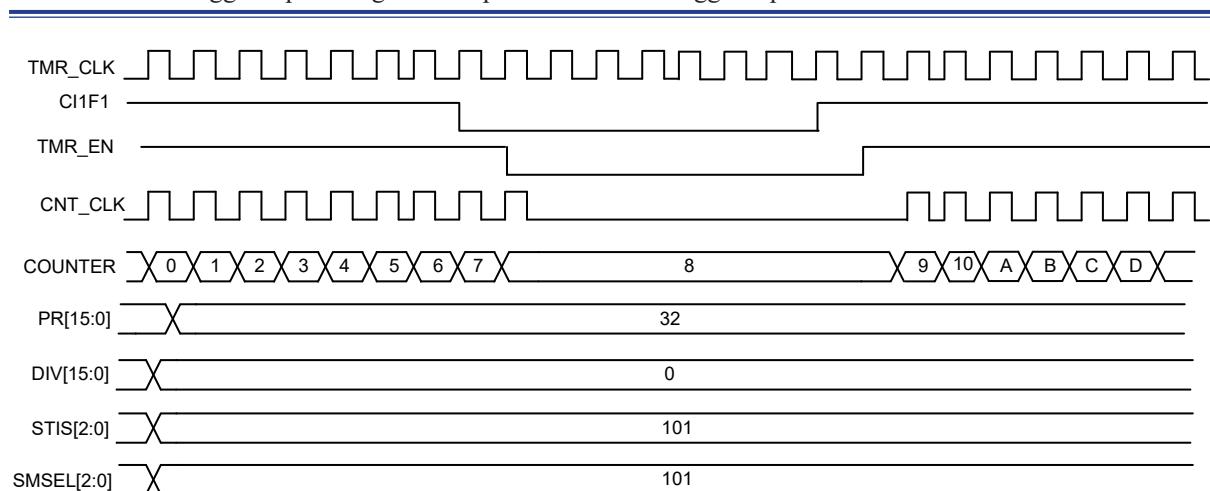 TMR_CLK
CI1F1
TMR_EN
CNT_CLK
COUNTER 0 1 2 3 4 5 6 7 8 9 10 A B C D
PR[15:0] 32
DIV[15:0] 0
STIS[2:0] 101
SMSEL[2:0] 101